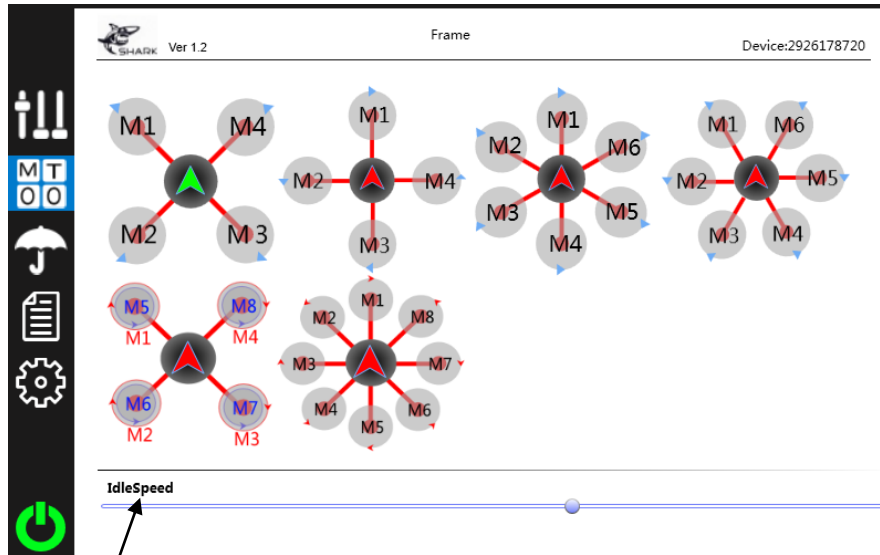 Frame
SHARK Ver 1.2 Device:2926178720
M T
O O
M1 M4
M2 M3
M1
M2 M4
M3
M1
M2 M6
M3 M5
M4
M1 M6
M2 M5
M3 M4
M5 M8
M1 M4
M6 M7
M2 M3
M1
M2 M8
M3 M7
M4 M6
M5
IdleSpeed